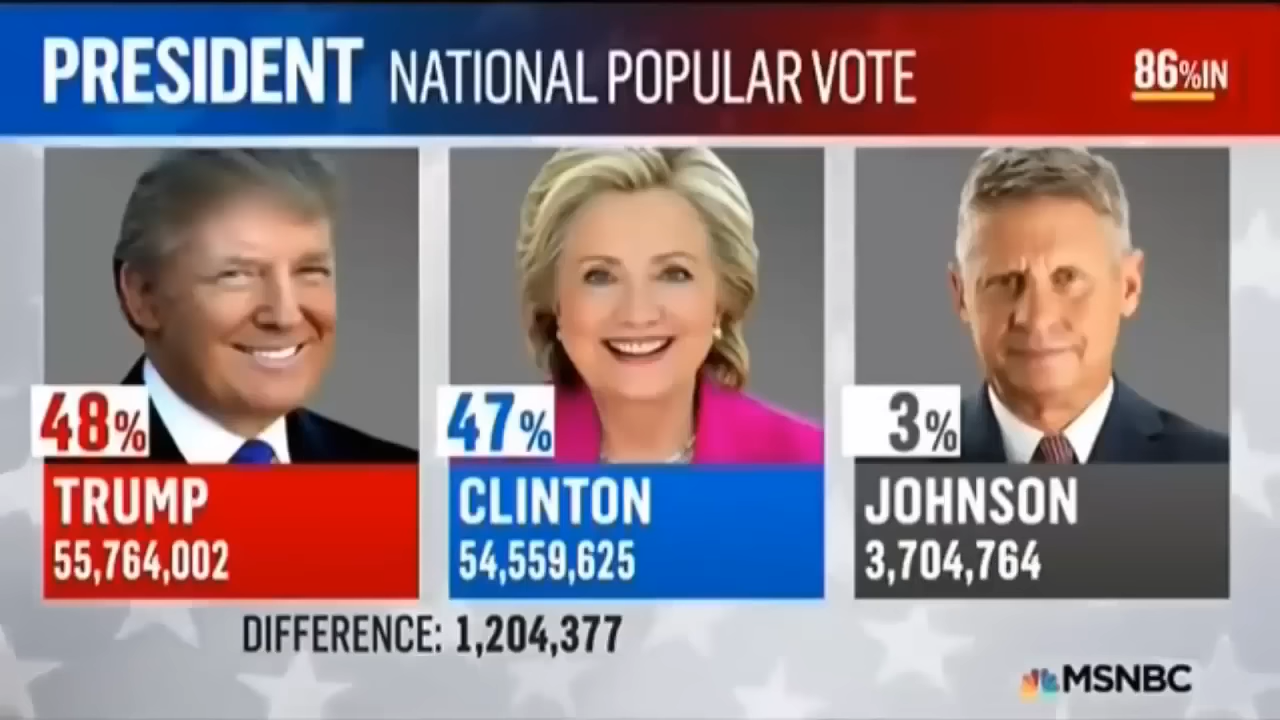 PRESIDENT NATIONAL POPULAR VOTE
86%IN
48%
47%
3%
TRUMP
55,764,002
CLINTON
54,559,625
JOHNSON
3,704,764
DIFFERENCE: 1,204,377
MSNBC